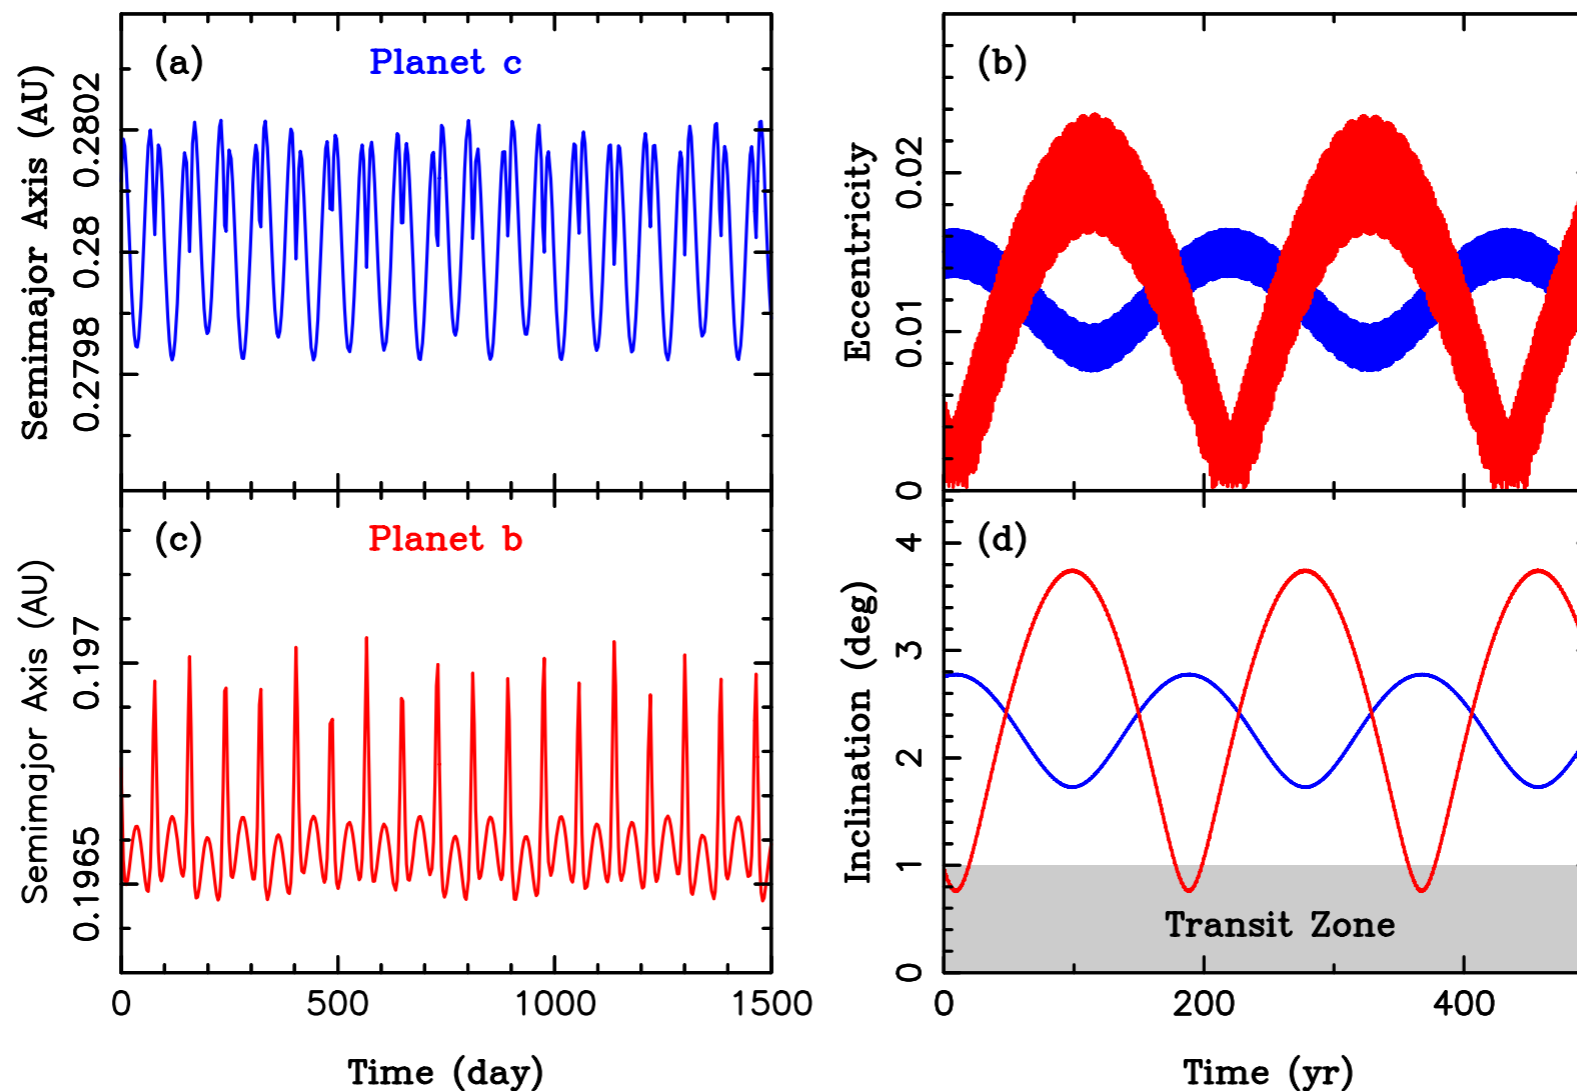 (a)
Planet c
Semimajor Axis (AU)
0.2802
0.28
0.2798
(b)
Eccentricity
0.02
0.01
0
(c)
Planet b
Semimajor Axis (AU)
0.197
0.1965
0
500
1000
1500
Time (day)
(d)
Inclination (deg)
4
3
2
1
0
Transit Zone
0
200
400
Time (yr)